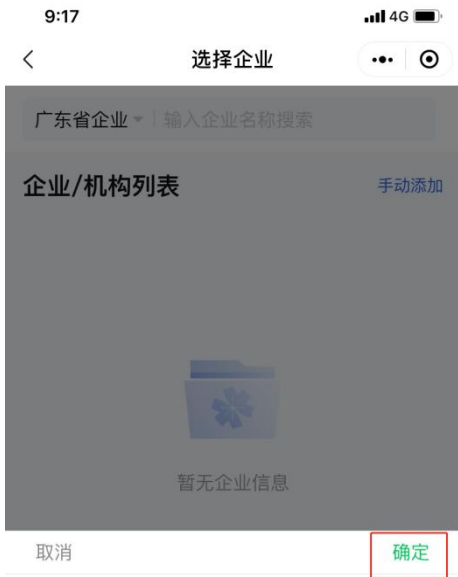 9:17 4G
选择企业
广东省企业 输入企业名称搜索
企业/机构列表 手动添加
暂无企业信息
取消 确定